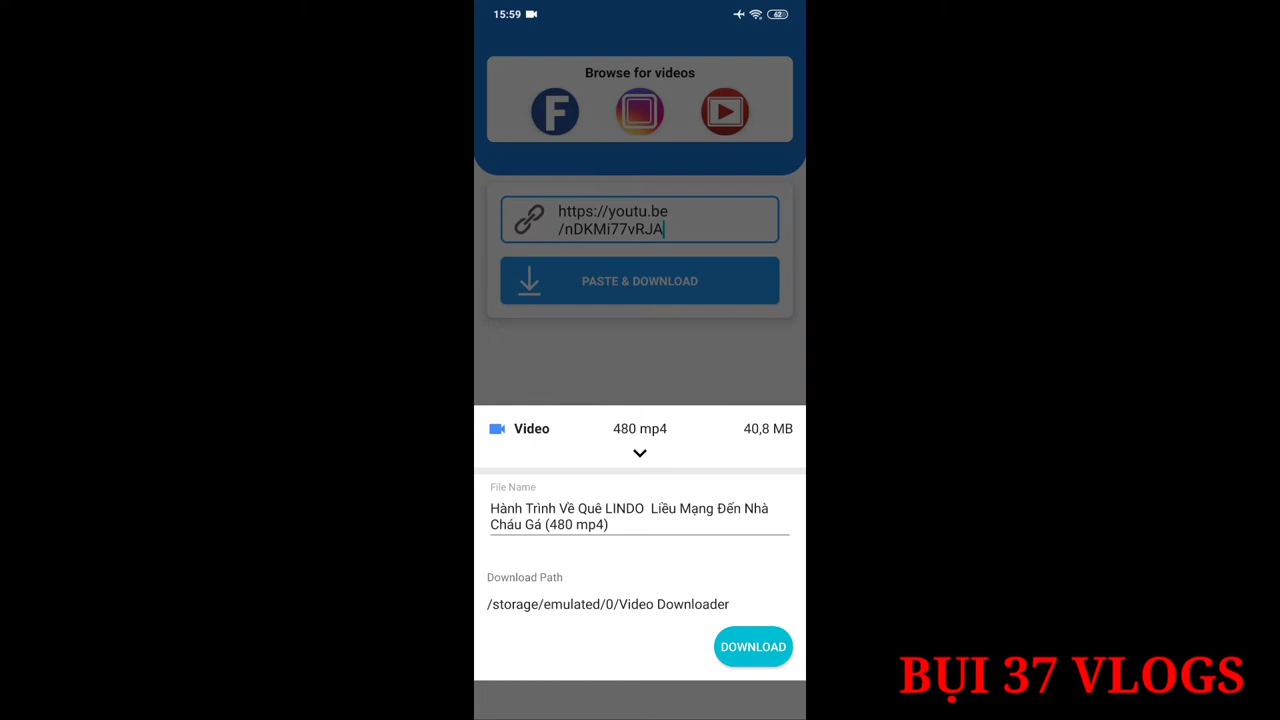 15:59
62
Browse for videos
F
https://youtu.be
/nDKMi77vRJA
PASTE & DOWNLOAD
Video 480 mp4 40,8 MB
File Name
Hành Trình Về Quê LINDO  Liều Mạng Đến Nhà
Cháu Gá (480 mp4)
Download Path
/storage/emulated/0/Video Downloader
DOWNLOAD
BỤI 37 VLOGS